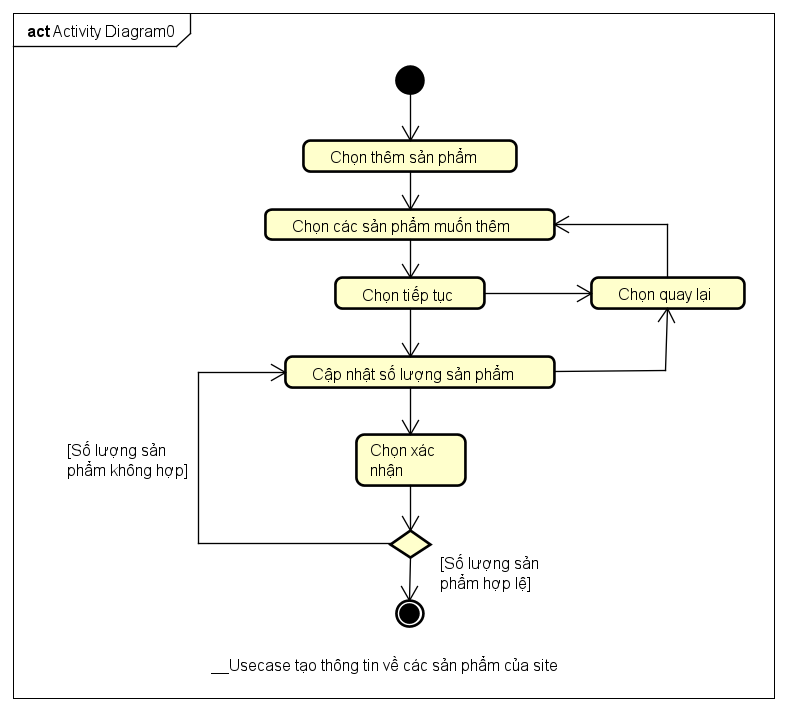 act Activity Diagram0
Chọn thêm sản phẩm
Chọn các sản phẩm muốn thêm
Chọn tiếp tục
Chọn quay lại
Cập nhật số lượng sản phẩm
[Số lượng sản
phẩm không hợp]
Chọn xác
nhận
[Số lượng sản
phẩm hợp lệ]
__Usecase tạo thông tin về các sản phẩm của site